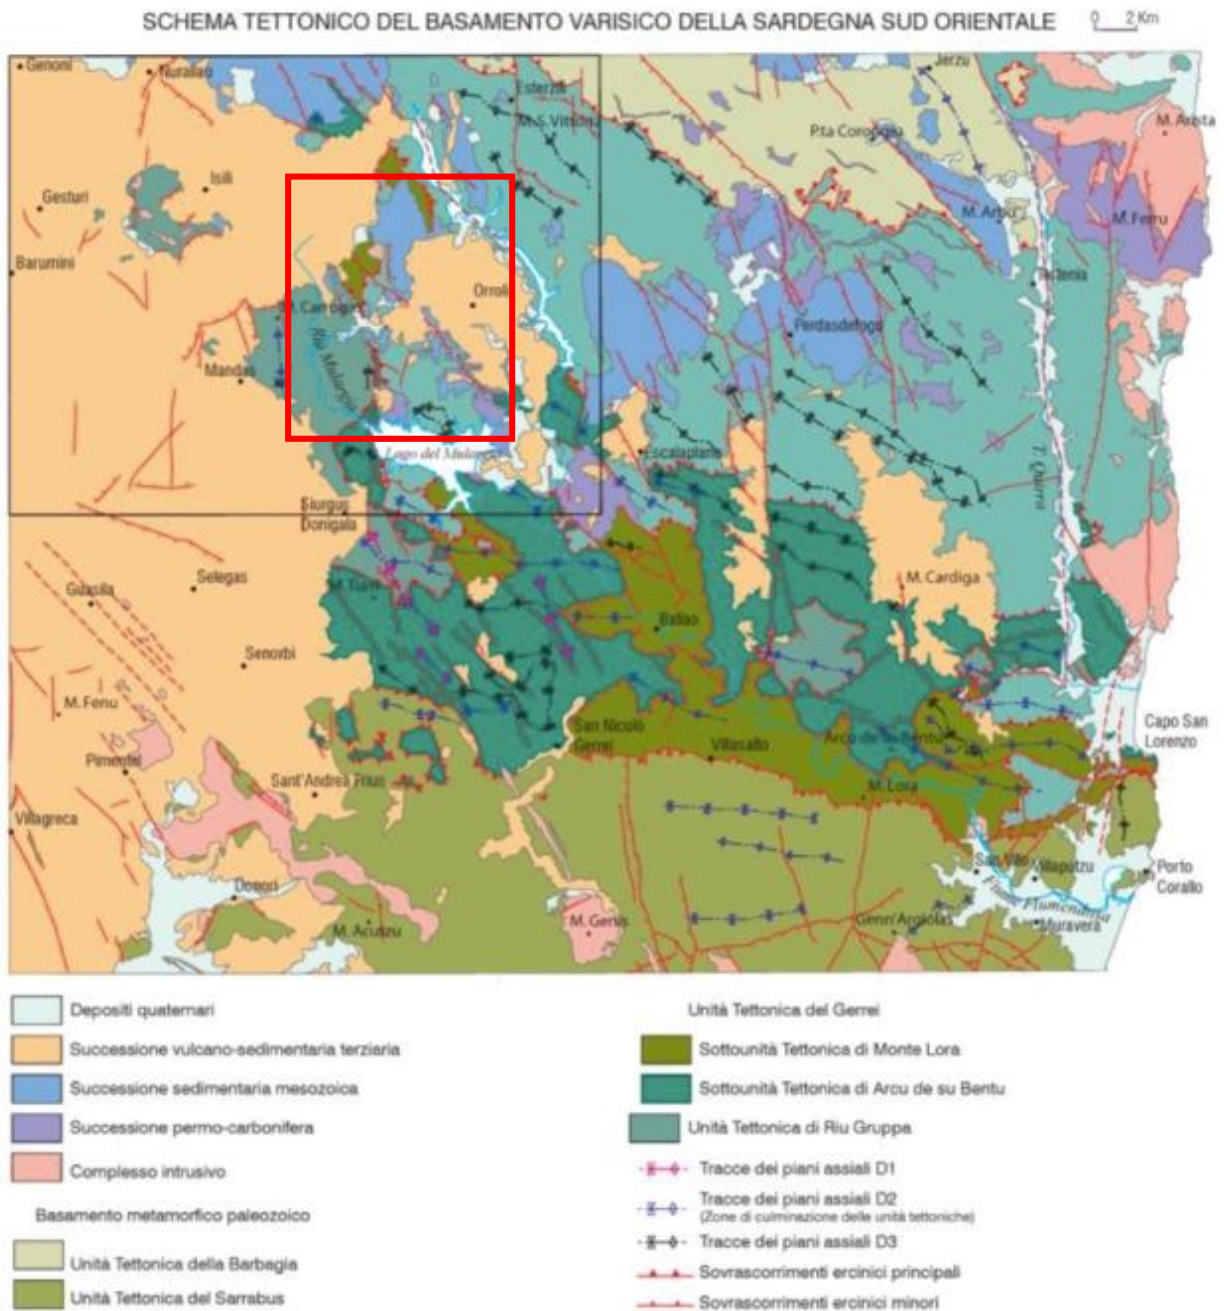 SCHEMA TETTONICO DEL BASAMENTO VARISICO DELLA SARDEGNA SUD ORIENTALE
0 2 Km
Genoni
Nurallao
Esterzili
Jerzu
M.S. Vittoria
P.ta Corongiu
M. Arista
Isili
Gesturi
M. Arbu
M. Ferru
Barumini
Tertenia
Orroli
M. Carrogas
Perdasdefogu
Riu Mulargia
Mandas
Lago del Mulargia
Escalaplano
T. Quirra
Siurgus
Donigala
Selegas
Guasila
M. Turri
M. Cardiga
Ballao
Senorbi
M. Fenu
San Nicolò
Gerrei
Villasalto
Arcu de su Bentu
Capo San
Lorenzo
Pimentel
Sant'Andrea Frius
M. Lora
Villagreca
San Vito
Villaputzu
Porto
Corallo
Donori
Flumendosa
M. Genis
Genn'Argiolas
Muravera
M. Acutzu
Depositi quaternari
Successione vulcano-sedimentaria terziaria
Successione sedimentaria mesozoica
Successione permo-carbonifera
Complesso intrusivo
Basamento metamorfico paleozoico
Unità Tettonica della Barbagia
Unità Tettonica del Sarrabus
Unità Tettonica del Gerrei
Sottounità Tettonica di Monte Lora
Sottounità Tettonica di Arcu de su Bentu
Unità Tettonica di Riu Gruppa
Tracce dei piani assiali D1
Tracce dei piani assiali D2
(Zone di culminazione delle unità tettoniche)
Tracce dei piani assiali D3
Sovrascorrimenti ercinici principali
Sovrascorrimenti ercinici minori